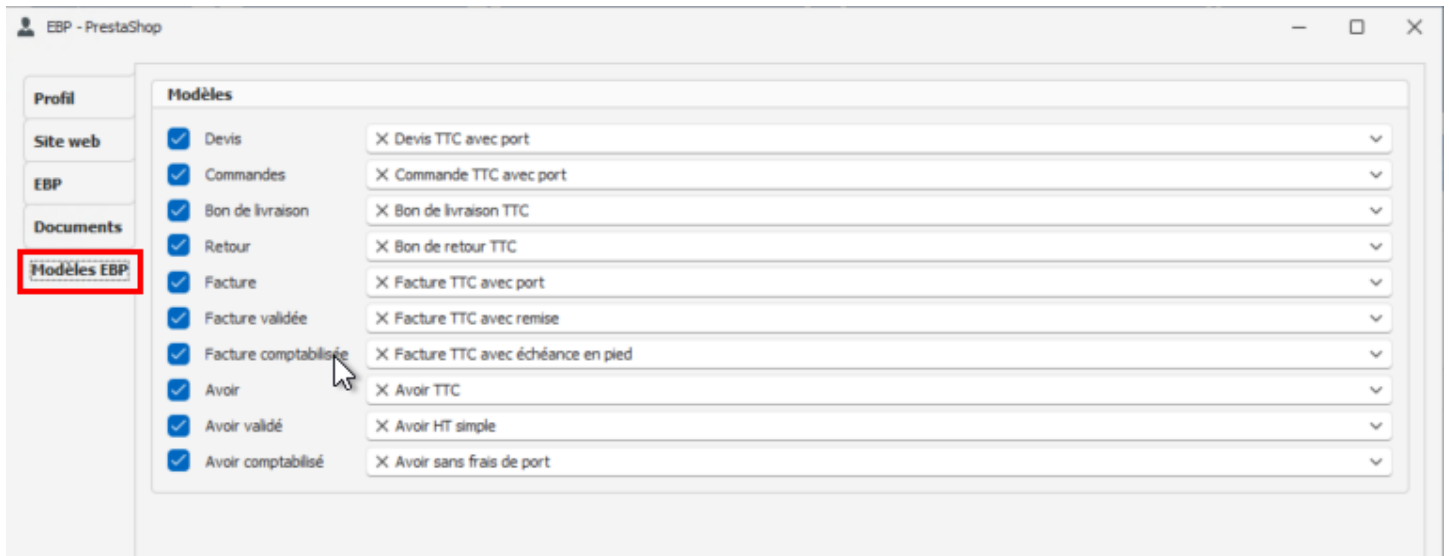 EBP - PrestaShop
Profil
Site web
EBP
Documents
Modèles EBP
Modèles
Devis Devis TTC avec port
Commandes Commande TTC avec port
Bon de livraison Bon de livraison TTC
Retour Bon de retour TTC
Facture Facture TTC avec port
Facture validée Facture TTC avec remise
Facture comptabilisée Facture TTC avec échéance en pied
Avoir Avoir TTC
Avoir validé Avoir HT simple
Avoir comptabilisé Avoir sans frais de port